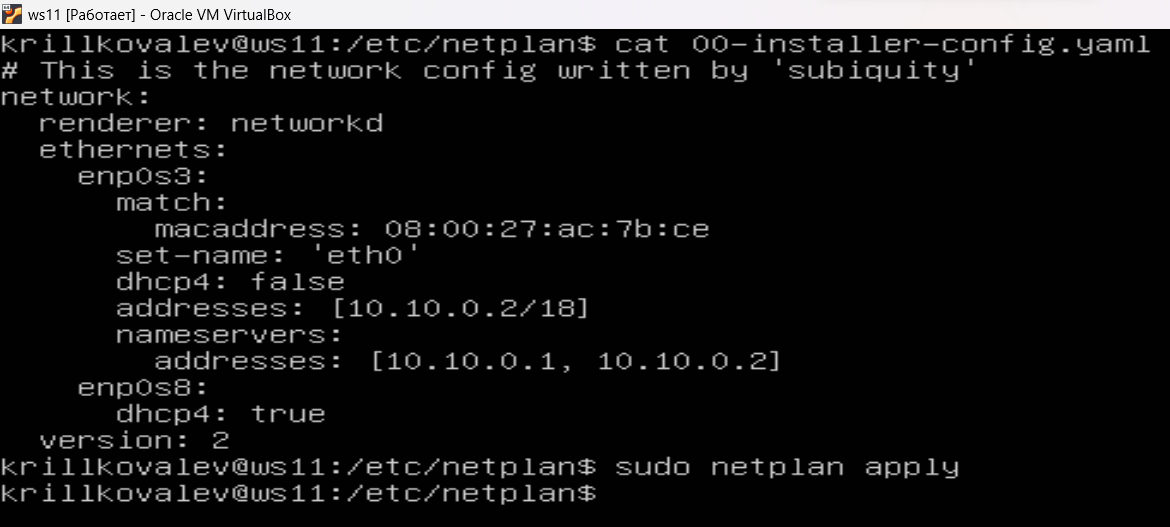 ws11 [Работает] - Oracle VM VirtualBox
krillkovalev@ws11:/etc/netplan$ cat 00-installer-config.yaml
# This is the network config written by 'subiquity'
network:
  renderer: networkd
  ethernets:
    enp0s3:
      match:
        macaddress: 08:00:27:ac:7b:ce
      set-name: 'eth0'
      dhcp4: false
      addresses: [10.10.0.2/18]
      nameservers:
        addresses: [10.10.0.1, 10.10.0.2]
    enp0s8:
      dhcp4: true
  version: 2
krillkovalev@ws11:/etc/netplan$ sudo netplan apply
krillkovalev@ws11:/etc/netplan$